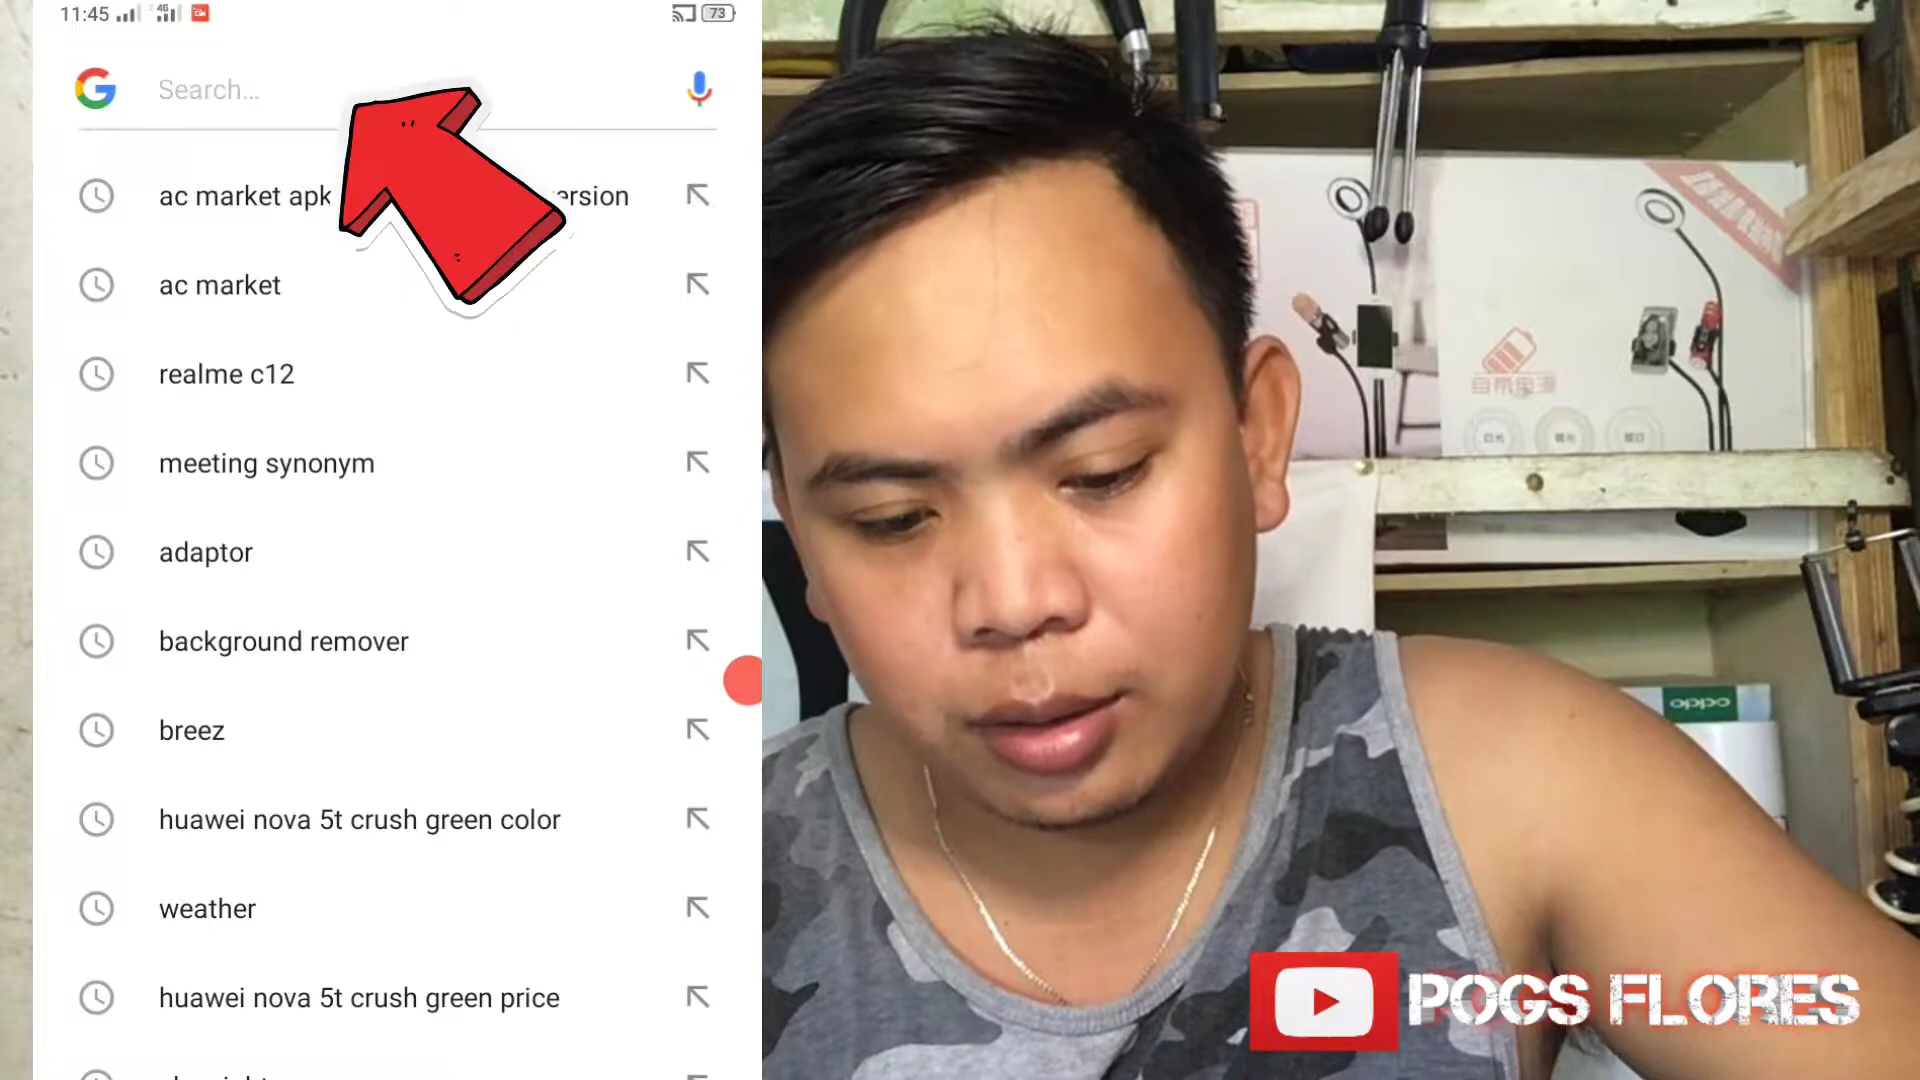 11:45
4G
73
Search...
ac market apk ersion
ac market
realme c12
meeting synonym
adaptor
background remover
breez
huawei nova 5t crush green color
weather
huawei nova 5t crush green price
oppo
POGS FLORES